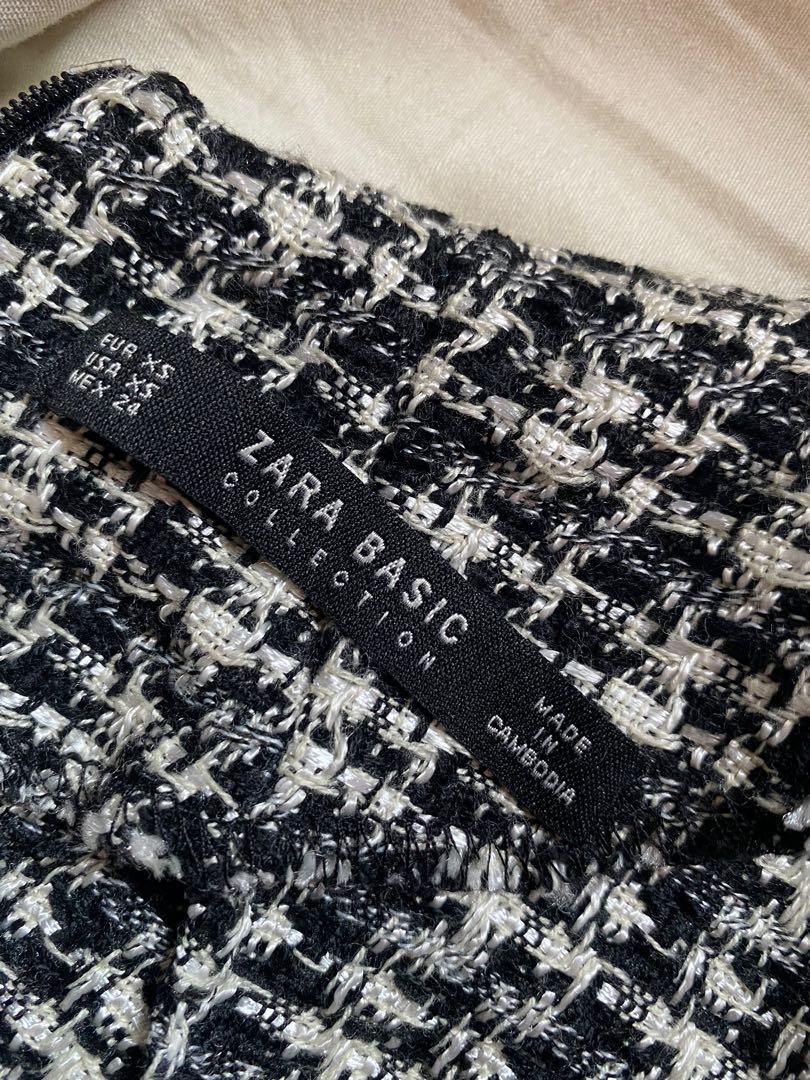 EUR XS
USA XS
MEX 24
ZARA BASIC
COLLECTION
MADE
IN
CAMBODIA